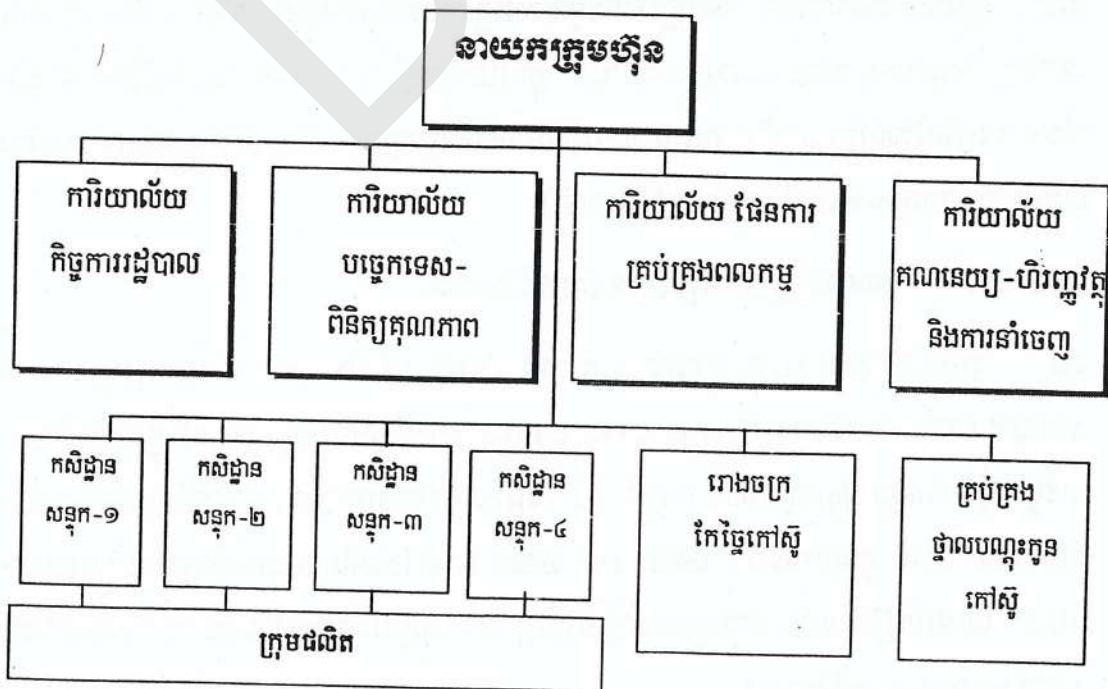 នាយកក្រុមហ៊ុន
ការិយាល័យ
កិច្ចការរដ្ឋបាល
ការិយាល័យ
បច្ចេកទេស-
ពិនិត្យគុណភាព
ការិយាល័យ ផែនការ
គ្រប់គ្រងពលកម្ម
ការិយាល័យ
គណនេយ្យ-ហិរញ្ញវត្ថុ
និងការនាំចេញ
កសិដ្ឋាន
សន្ទុក-១
កសិដ្ឋាន
សន្ទុក-២
កសិដ្ឋាន
សន្ទុក-៣
កសិដ្ឋាន
សន្ទុក-៤
រោងចក្រ
កែច្នៃកៅស៊ូ
គ្រប់គ្រង
ថ្នាលបណ្តុះកូន
កៅស៊ូ
ក្រុមផលិត